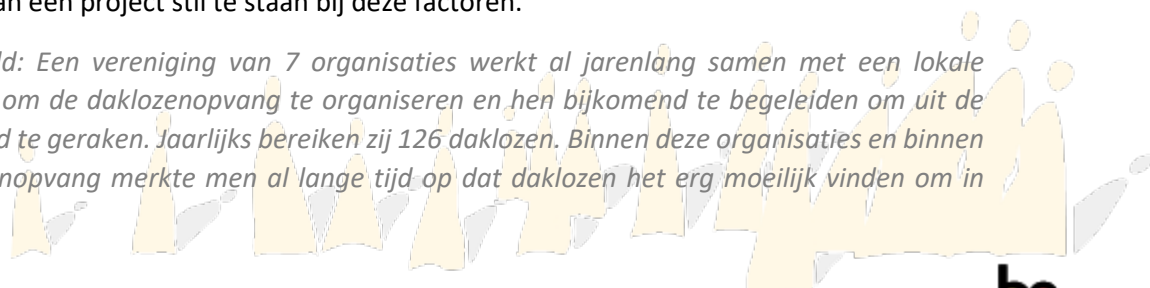 an een project stil te staan bij deze factoren.
ld: Een vereniging van 7 organisaties werkt al jarenlang samen met een lokale
om de daklozenopvang te organiseren en hen bijkomend te begeleiden om uit de
d te geraken. Jaarlijks bereiken zij 126 daklozen. Binnen deze organisaties en binnen
nopvang merkte men al lange tijd op dat daklozen het erg moeilijk vinden om in